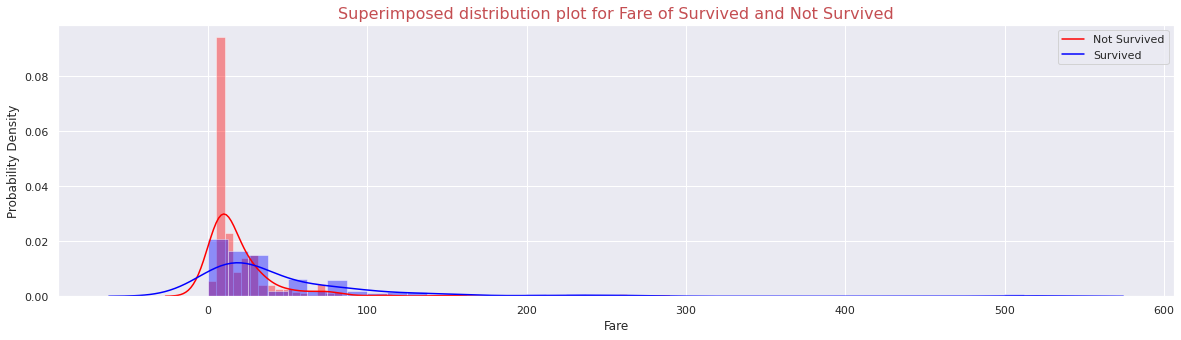 Superimposed distribution plot for Fare of Survived and Not Survived
Not Survived
Survived
Probability Density
0.08
0.06
0.04
0.02
0.00
0 100 200 300 400 500 600
Fare